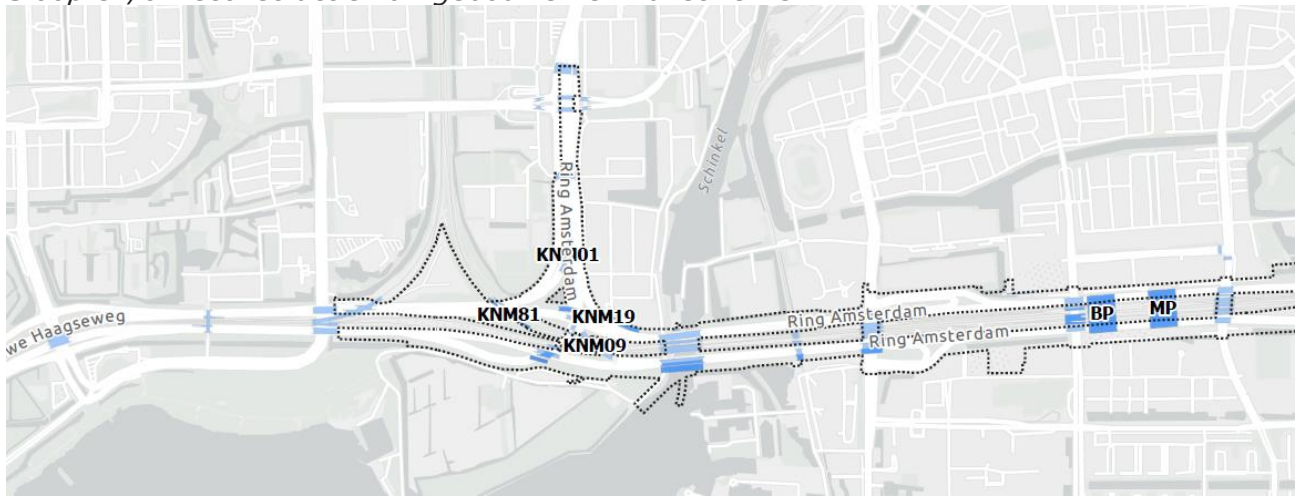 Schinkel
Ring Amsterdam
KNM01
we Haagseweg
KNM81
KNM19
KNM09
Ring Amsterdam
Ring Amsterdam
BP
MP